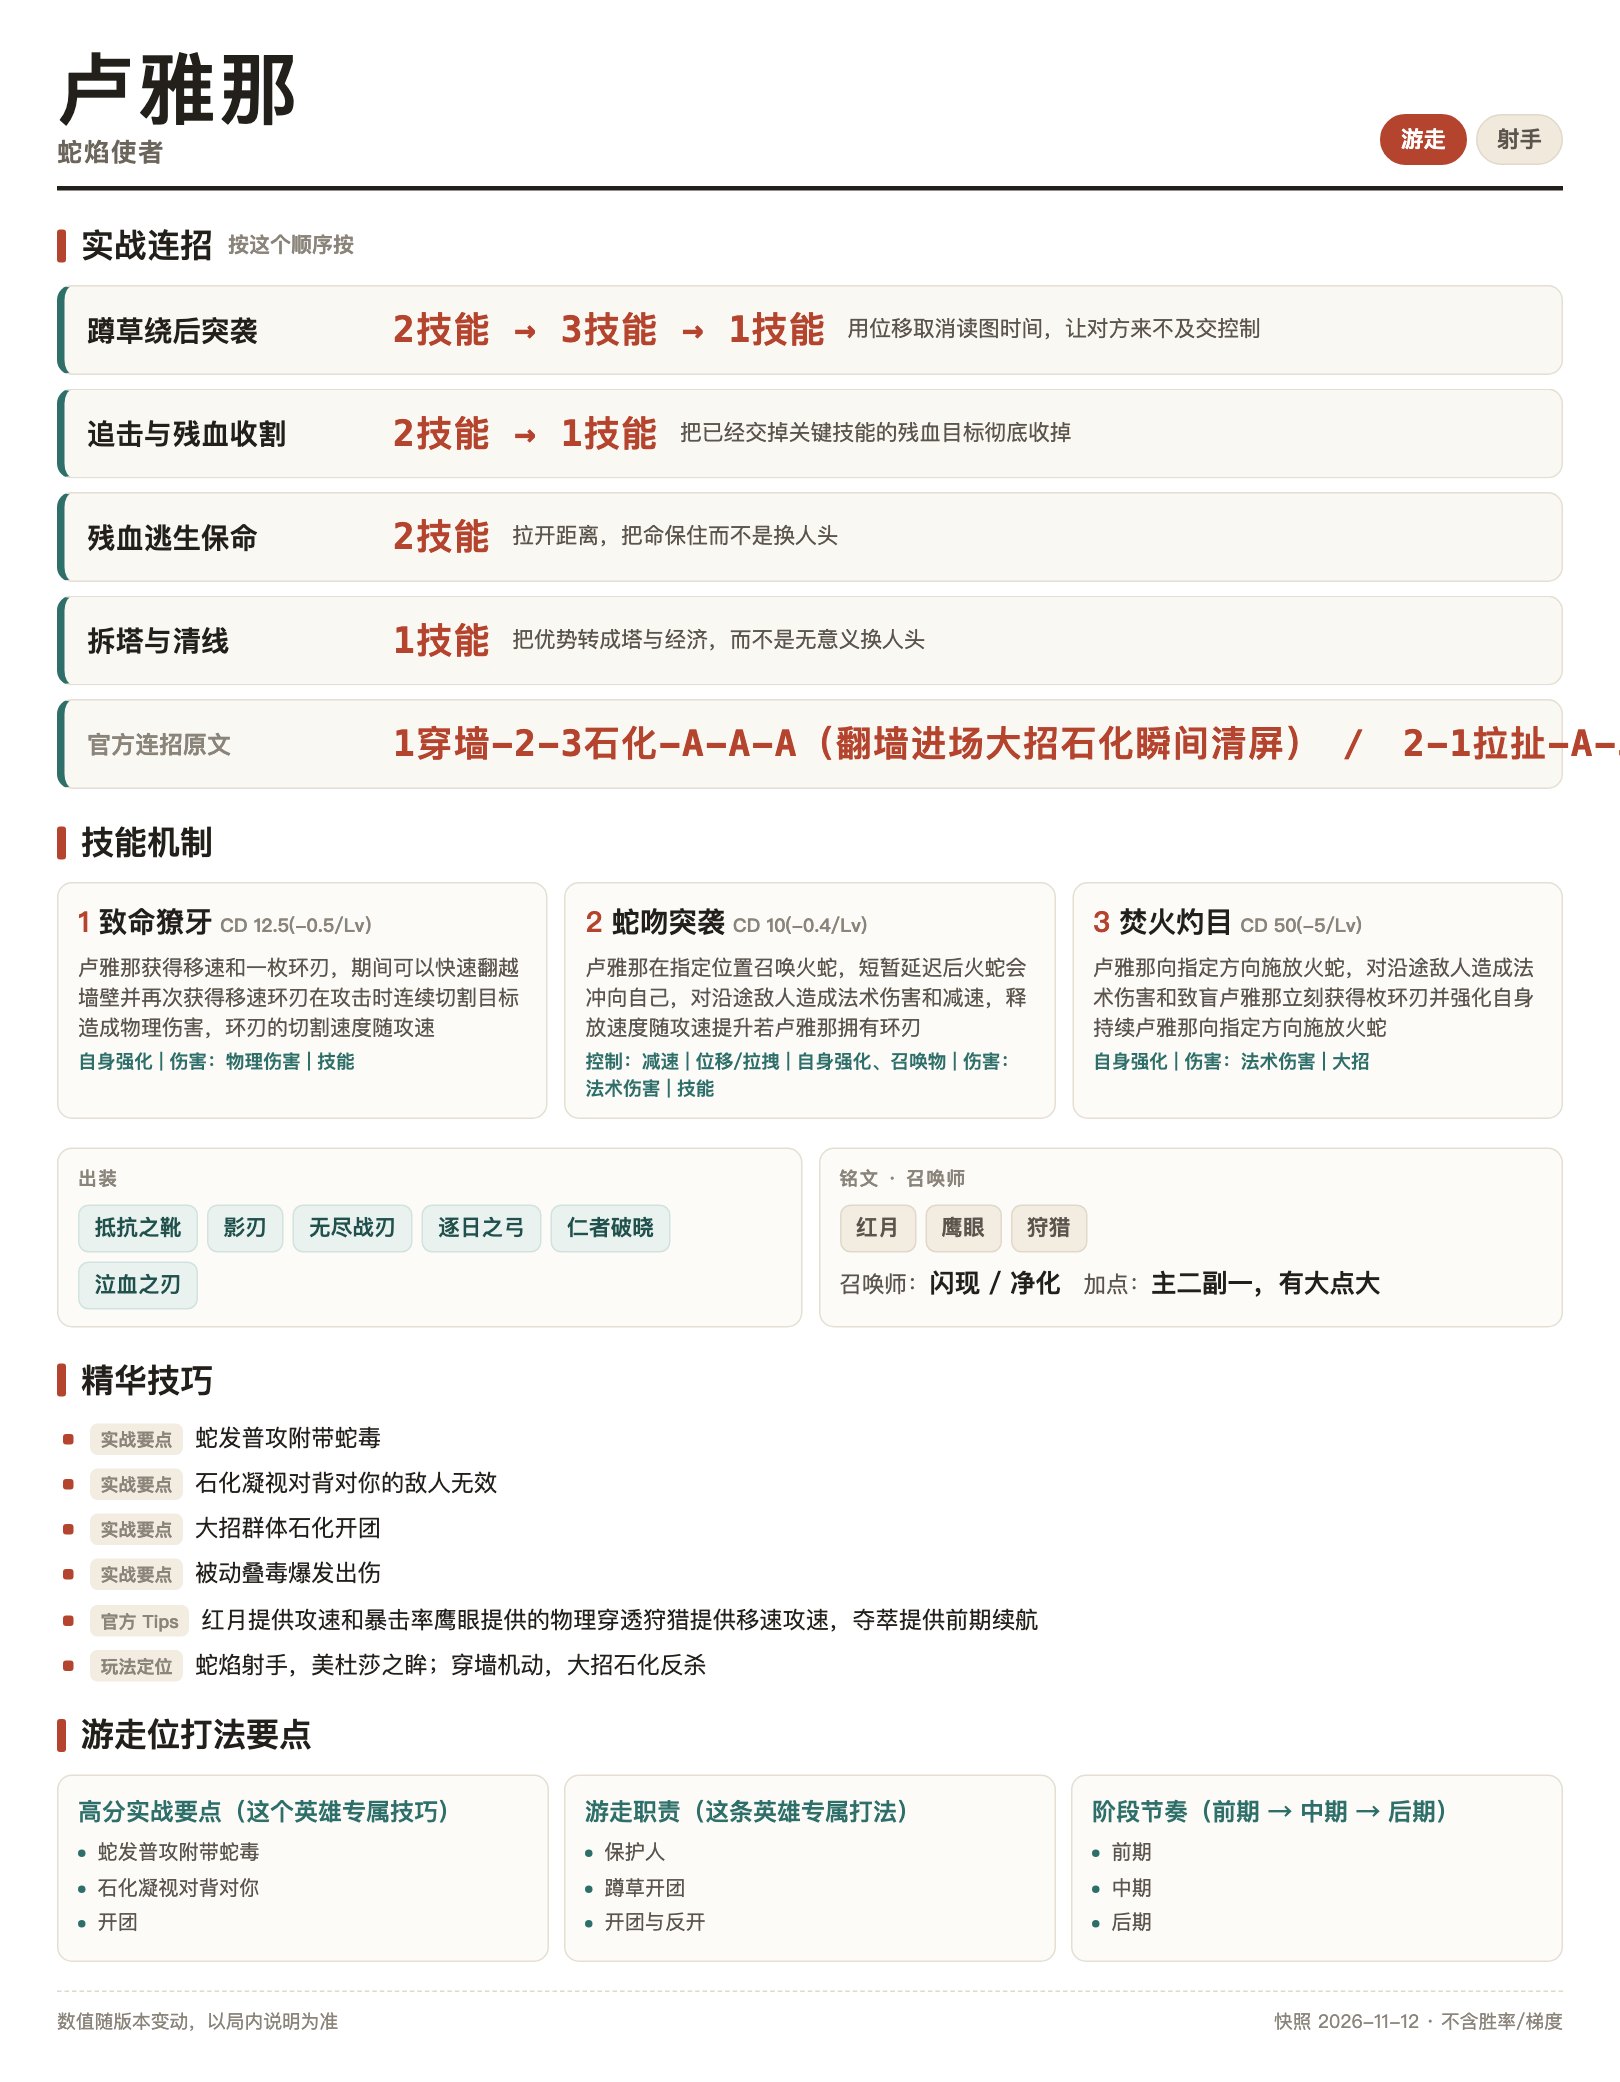 卢雅那
蛇焰使者
游走 射手
实战连招 按这个顺序按
蹲草绕后突袭 2技能 → 3技能 → 1技能 用位移取消读图时间，让对方来不及交控制
追击与残血收割 2技能 → 1技能 把已经交掉关键技能的残血目标彻底收掉
残血逃生保命 2技能 拉开距离，把命保住而不是换人头
拆塔与清线 1技能 把优势转成塔与经济，而不是无意义换人头
官方连招原文 1穿墙-2-3石化-A-A-A（翻墙进场大招石化瞬间清屏） / 2-1拉扯-A-
技能机制
1 致命獠牙 CD 12.5(-0.5/Lv)
卢雅那获得移速和一枚环刃，期间可以快速翻越
墙壁并再次获得移速环刃在攻击时连续切割目标
造成物理伤害，环刃的切割速度随攻速
自身强化 | 伤害：物理伤害 | 技能
2 蛇吻突袭 CD 10(-0.4/Lv)
卢雅那在指定位置召唤火蛇，短暂延迟后火蛇会
冲向自己，对沿途敌人造成法术伤害和减速，释
放速度随攻速提升若卢雅那拥有环刃
控制：减速 | 位移/拉拽 | 自身强化、召唤物 | 伤害：
法术伤害 | 技能
3 焚火灼目 CD 50(-5/Lv)
卢雅那向指定方向施放火蛇，对沿途敌人造成法
术伤害和致盲卢雅那立刻获得枚环刃并强化自身
持续卢雅那向指定方向施放火蛇
自身强化 | 伤害：法术伤害 | 大招
出装
抵抗之靴 影刃 无尽战刃 逐日之弓 仁者破晓
泣血之刃
铭文 · 召唤师
红月 鹰眼 狩猎
召唤师：闪现 / 净化 加点：主二副一，有大点大
精华技巧
实战要点 蛇发普攻附带蛇毒
实战要点 石化凝视对背对你的敌人无效
实战要点 大招群体石化开团
实战要点 被动叠毒爆发出伤
官方 Tips 红月提供攻速和暴击率鹰眼提供的物理穿透狩猎提供移速攻速，夺萃提供前期续航
玩法定位 蛇焰射手，美杜莎之眸；穿墙机动，大招石化反杀
游走位打法要点
高分实战要点（这个英雄专属技巧）
蛇发普攻附带蛇毒
石化凝视对背对你
开团
游走职责（这条英雄专属打法）
保护人
蹲草开团
开团与反开
阶段节奏（前期 → 中期 → 后期）
前期
中期
后期
数值随版本变动，以局内说明为准
快照 2026-11-12 · 不含胜率/梯度